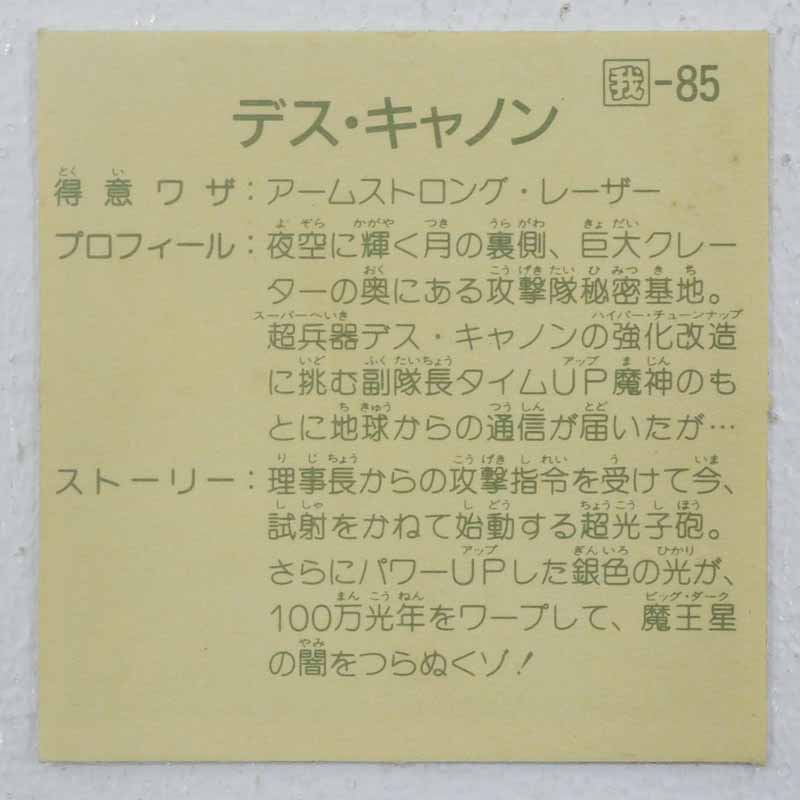 我-85
デス・キャノン
得意ワザ：アームストロング・レーザー
プロフィール：夜空に輝く月の裏側、巨大クレー
ターの奥にある攻撃隊秘密基地。
超兵器デス・キャノンの強化改造
に挑む副隊長タイムUP魔神のも
とに地球からの通信が届いたが…
ストーリー：理事長からの攻撃指令を受けて今、
試射をかねて始動する超光子砲。
さらにパワーUPした銀色の光が、
100万光年をワープして、魔王星
の闇をつらぬくゾ！